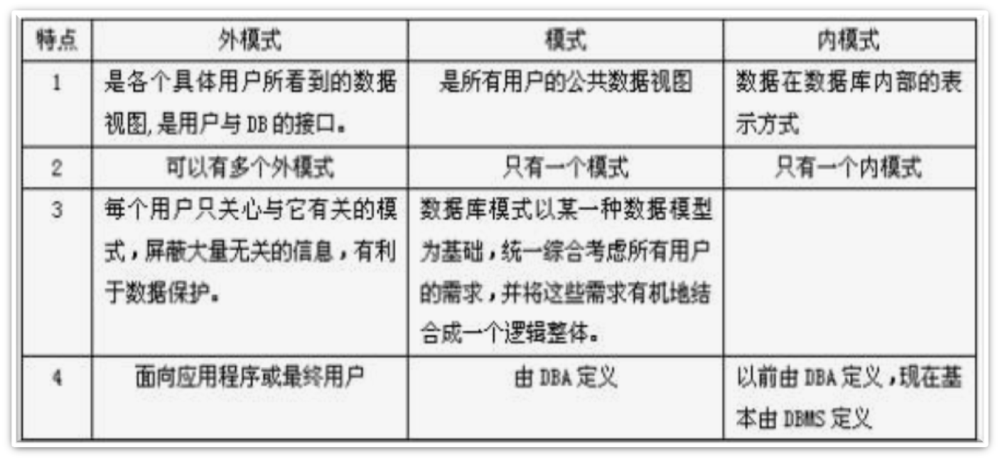 特点 外模式 模式 内模式
1 是各个具体用户所看到的数据 是所有用户的公共数据视图 数据在数据库内部的表
视图,是用户与 DB 的接口。 示方式
2 可以有多个外模式 只有一个模式 只有一个内模式
3 每个用户只关心与它有关的模 数据库模式以某一种数据模型
式，屏蔽大量无关的信息，有利 为基础，统一综合考虑所有用户
于数据保护。 的需求，并将这些需求有机地结
合成一个逻辑整体。
4 面向应用程序或最终用户 由 DBA 定义 以前由 DBA 定义，现在基
本由 DBMS 定义